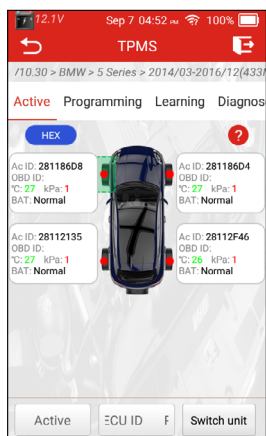 12.1V Sep 7 04:52 PM 100%
TPMS
/10.30 > BMW > 5 Series > 2014/03-2016/12(433M
Active Programming Learning Diagnos
HEX ?
Ac ID: 281186D8
OBD ID:
°C: 27 kPa: 1
BAT: Normal
Ac ID: 281186D4
OBD ID:
°C: 27 kPa: 1
BAT: Normal
Ac ID: 28112135
OBD ID:
°C: 27 kPa: 1
BAT: Normal
Ac ID: 28112F46
OBD ID:
°C: 26 kPa: 1
BAT: Normal
Active ECU ID F Switch unit